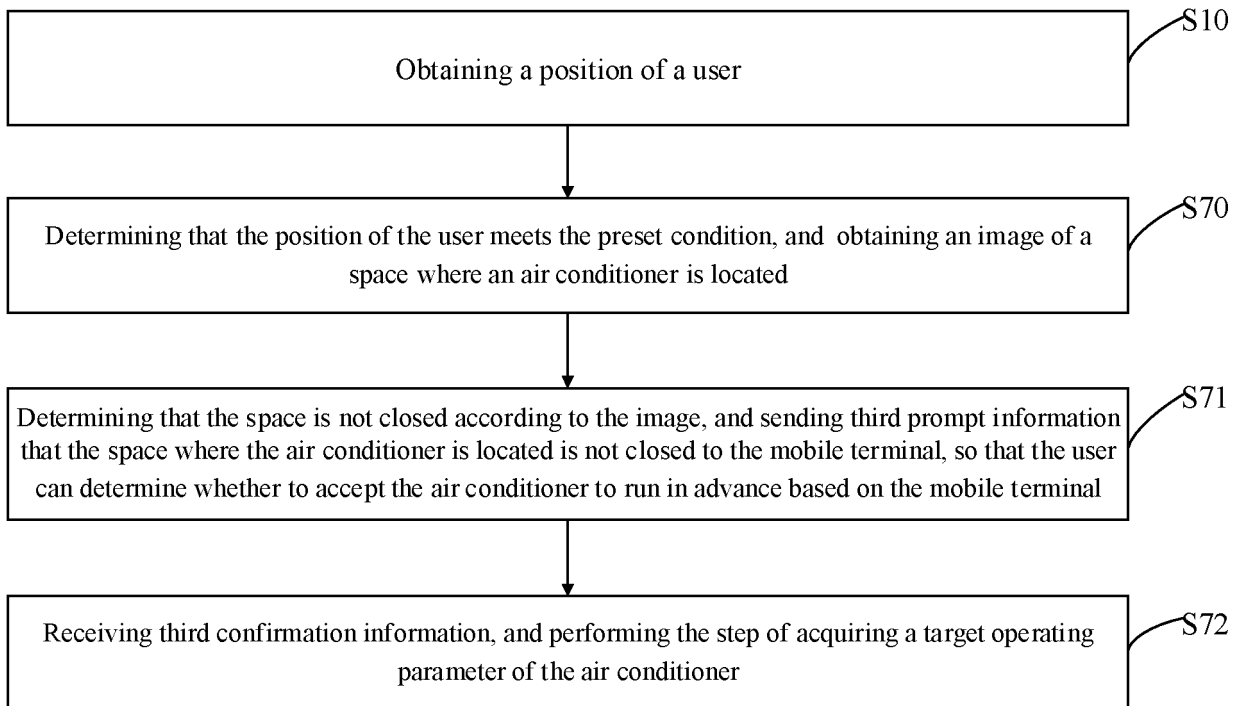 S10
Obtaining a position of a user
S70
Determining that the position of the user meets the preset condition, and obtaining an image of a
space where an air conditioner is located
S71
Determining that the space is not closed according to the image, and sending third prompt information
that the space where the air conditioner is located is not closed to the mobile terminal, so that the user
can determine whether to accept the air conditioner to run in advance based on the mobile terminal
S72
Receiving third confirmation information, and performing the step of acquiring a target operating
parameter of the air conditioner